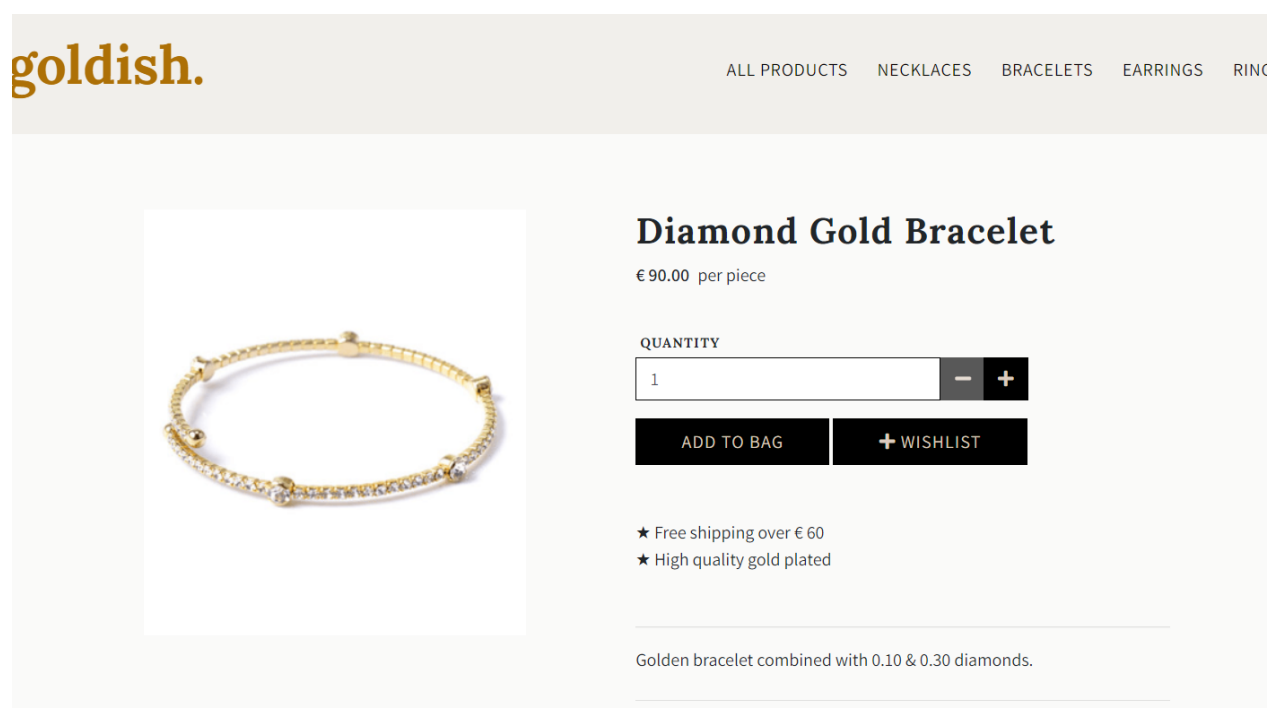 goldish.
ALL PRODUCTS NECKLACES BRACELETS EARRINGS
Diamond Gold Bracelet
€ 90.00 per piece
QUANTITY
1
ADD TO BAG WISHLIST
★ Free shipping over € 60
★ High quality gold plated
Golden bracelet combined with 0.10 & 0.30 diamonds.